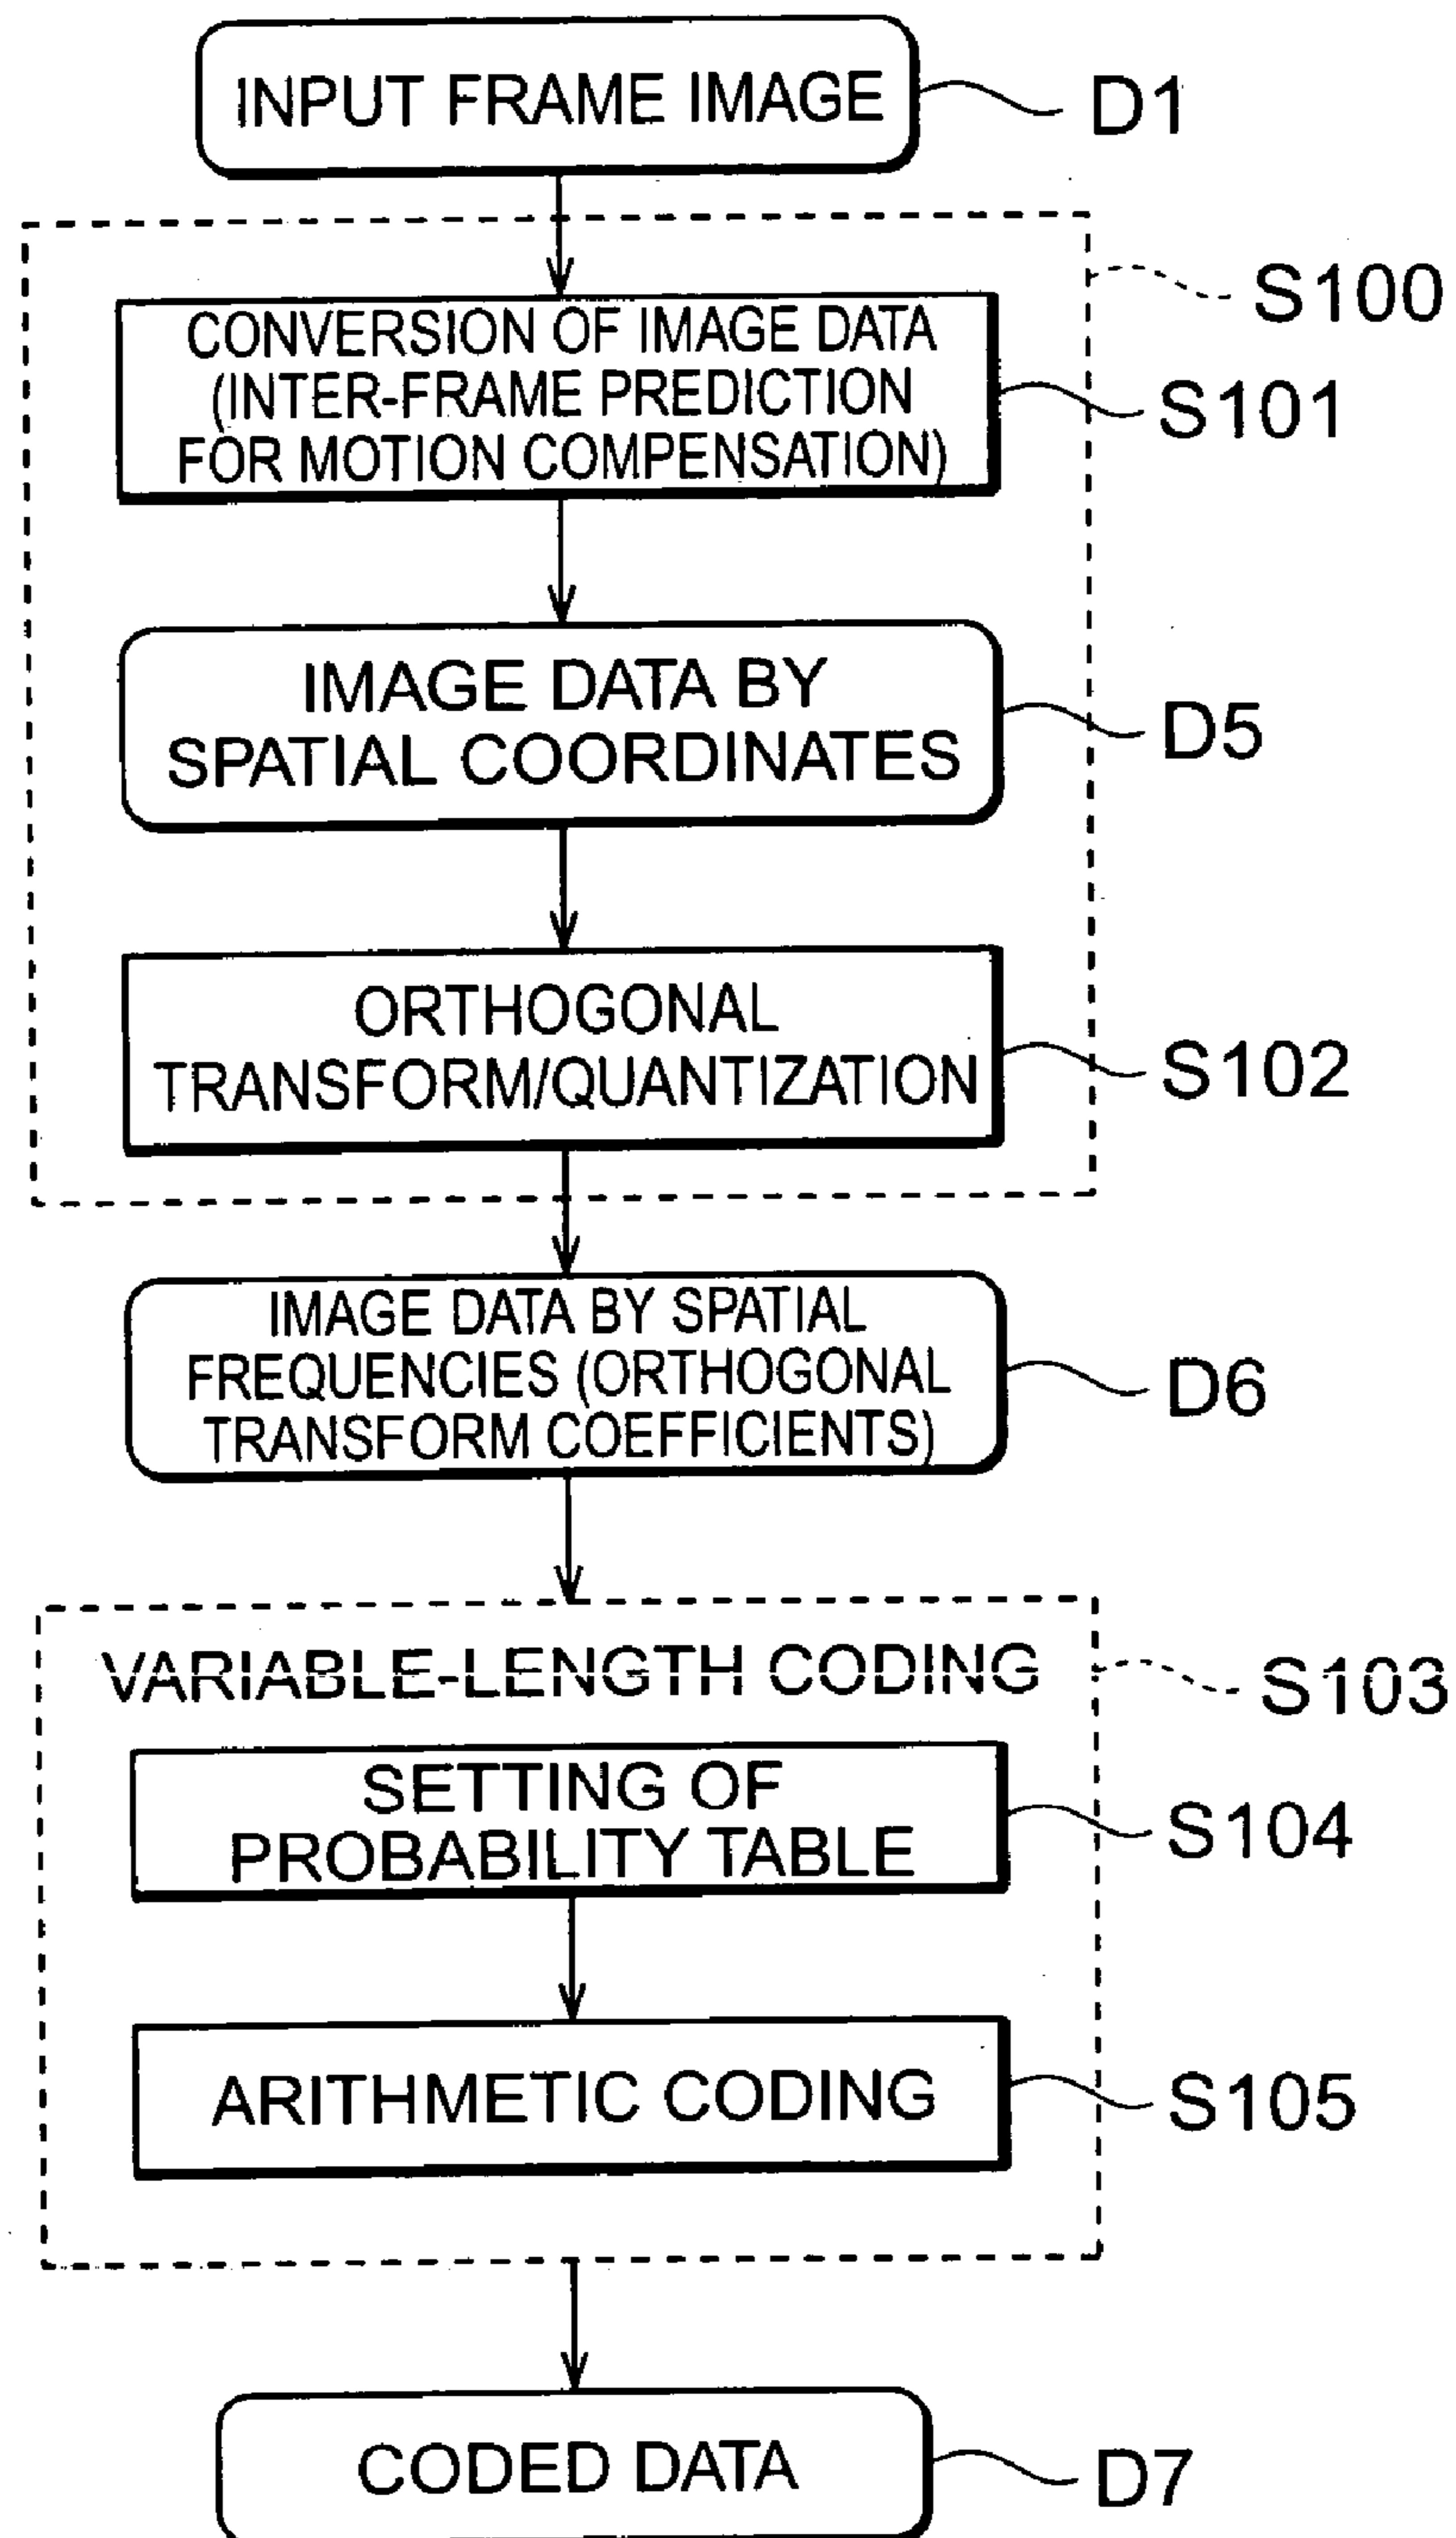 INPUT FRAME IMAGE
D1
S100
CONVERSION OF IMAGE DATA
(INTER-FRAME PREDICTION
FOR MOTION COMPENSATION)
S101
IMAGE DATA BY
SPATIAL COORDINATES
D5
ORTHOGONAL
TRANSFORM/QUANTIZATION
S102
IMAGE DATA BY SPATIAL
FREQUENCIES (ORTHOGONAL
TRANSFORM COEFFICIENTS)
D6
VARIABLE-LENGTH CODING
S103
SETTING OF
PROBABILITY TABLE
S104
ARITHMETIC CODING
S105
CODED DATA
D7